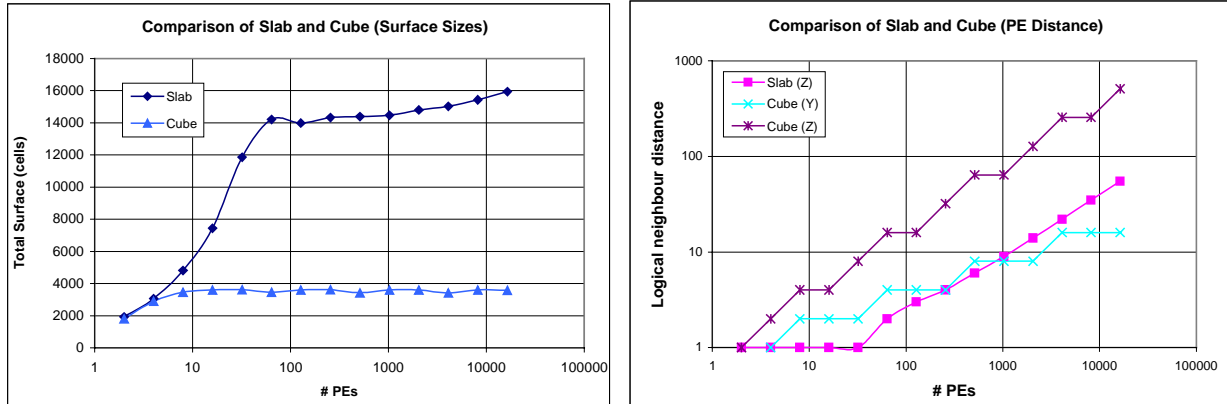 Comparison of Slab and Cube (Surface Sizes)
18000
16000
14000
12000
10000
8000
6000
4000
2000
0
Total Surface (cells)
Slab
Cube
1
10
100
1000
10000
100000
# PEs
Comparison of Slab and Cube (PE Distance)
1000
100
10
1
Logical neighbour distance
Slab (Z)
Cube (Y)
Cube (Z)
1
10
100
1000
10000
100000
# PEs